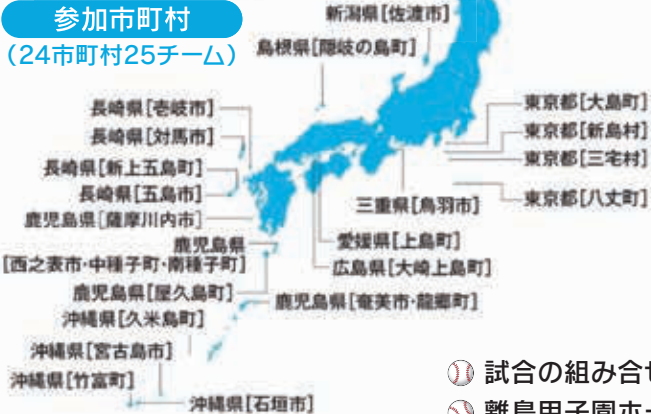 参加市町村
（24市町村25チーム）
新潟県［佐渡市］
島根県［隠岐の島町］
長崎県［壱岐市］
長崎県［対馬市］
長崎県［新上五島町］
長崎県［五島市］
鹿児島県［薩摩川内市］
鹿児島県
［西之表市・中種子町・南種子町］
鹿児島県［屋久島町］
沖縄県［久米島町］
沖縄県［宮古島市］
沖縄県［竹富町］
沖縄県［石垣市］
鹿児島県［奄美市・龍郷町］
広島県［大崎上島町］
愛媛県［上島町］
三重県［鳥羽市］
東京都［大島町］
東京都［新島村］
東京都［三宅村］
東京都［八丈町］
試合の組み合せ
離島甲子園ホー